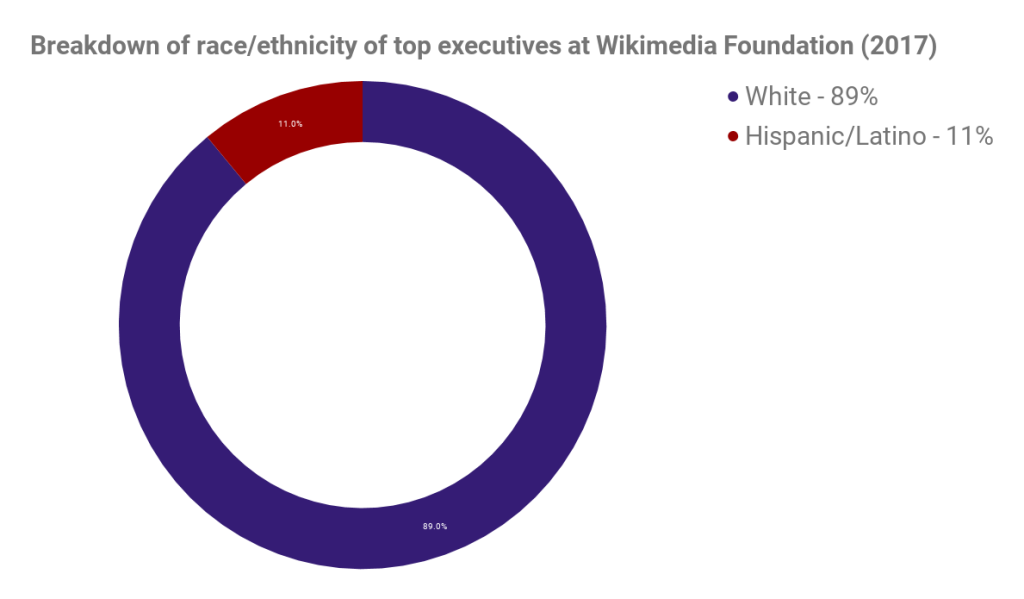 Breakdown of race/ethnicity of top executives at Wikimedia Foundation (2017)
White - 89%
Hispanic/Latino - 11%
11.0%
89.0%